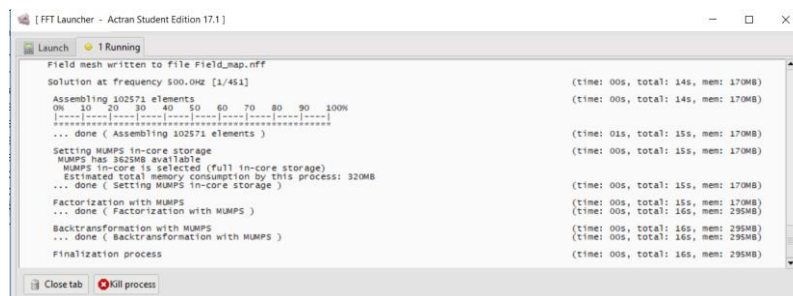 [ FFT Launcher - Actran Student Edition 17.1 ]
Launch 1 Running
Field mesh written to file Field_map.nff
Solution at frequency 500.0Hz [1/451] (time: 00s, total: 14s, mem: 170MB)
Assembling 102571 elements (time: 00s, total: 14s, mem: 170MB)
0% 10 20 30 40 50 60 70 80 90 100%
|----|----|----|----|----|----|----|----|----|----|
***************************************************
... done ( Assembling 102571 elements ) (time: 01s, total: 15s, mem: 170MB)
Setting MUMPS in-core storage (time: 00s, total: 15s, mem: 170MB)
MUMPS has 3625MB available
MUMPS in-core is selected (full in-core storage)
Estimated total memory consumption by this process: 320MB
... done ( Setting MUMPS in-core storage ) (time: 00s, total: 15s, mem: 170MB)
Factorization with MUMPS (time: 00s, total: 15s, mem: 170MB)
... done ( Factorization with MUMPS ) (time: 00s, total: 16s, mem: 295MB)
Backtransformation with MUMPS (time: 00s, total: 16s, mem: 295MB)
... done ( Backtransformation with MUMPS ) (time: 00s, total: 16s, mem: 295MB)
Finalization process (time: 00s, total: 16s, mem: 295MB)
Close tab Kill process